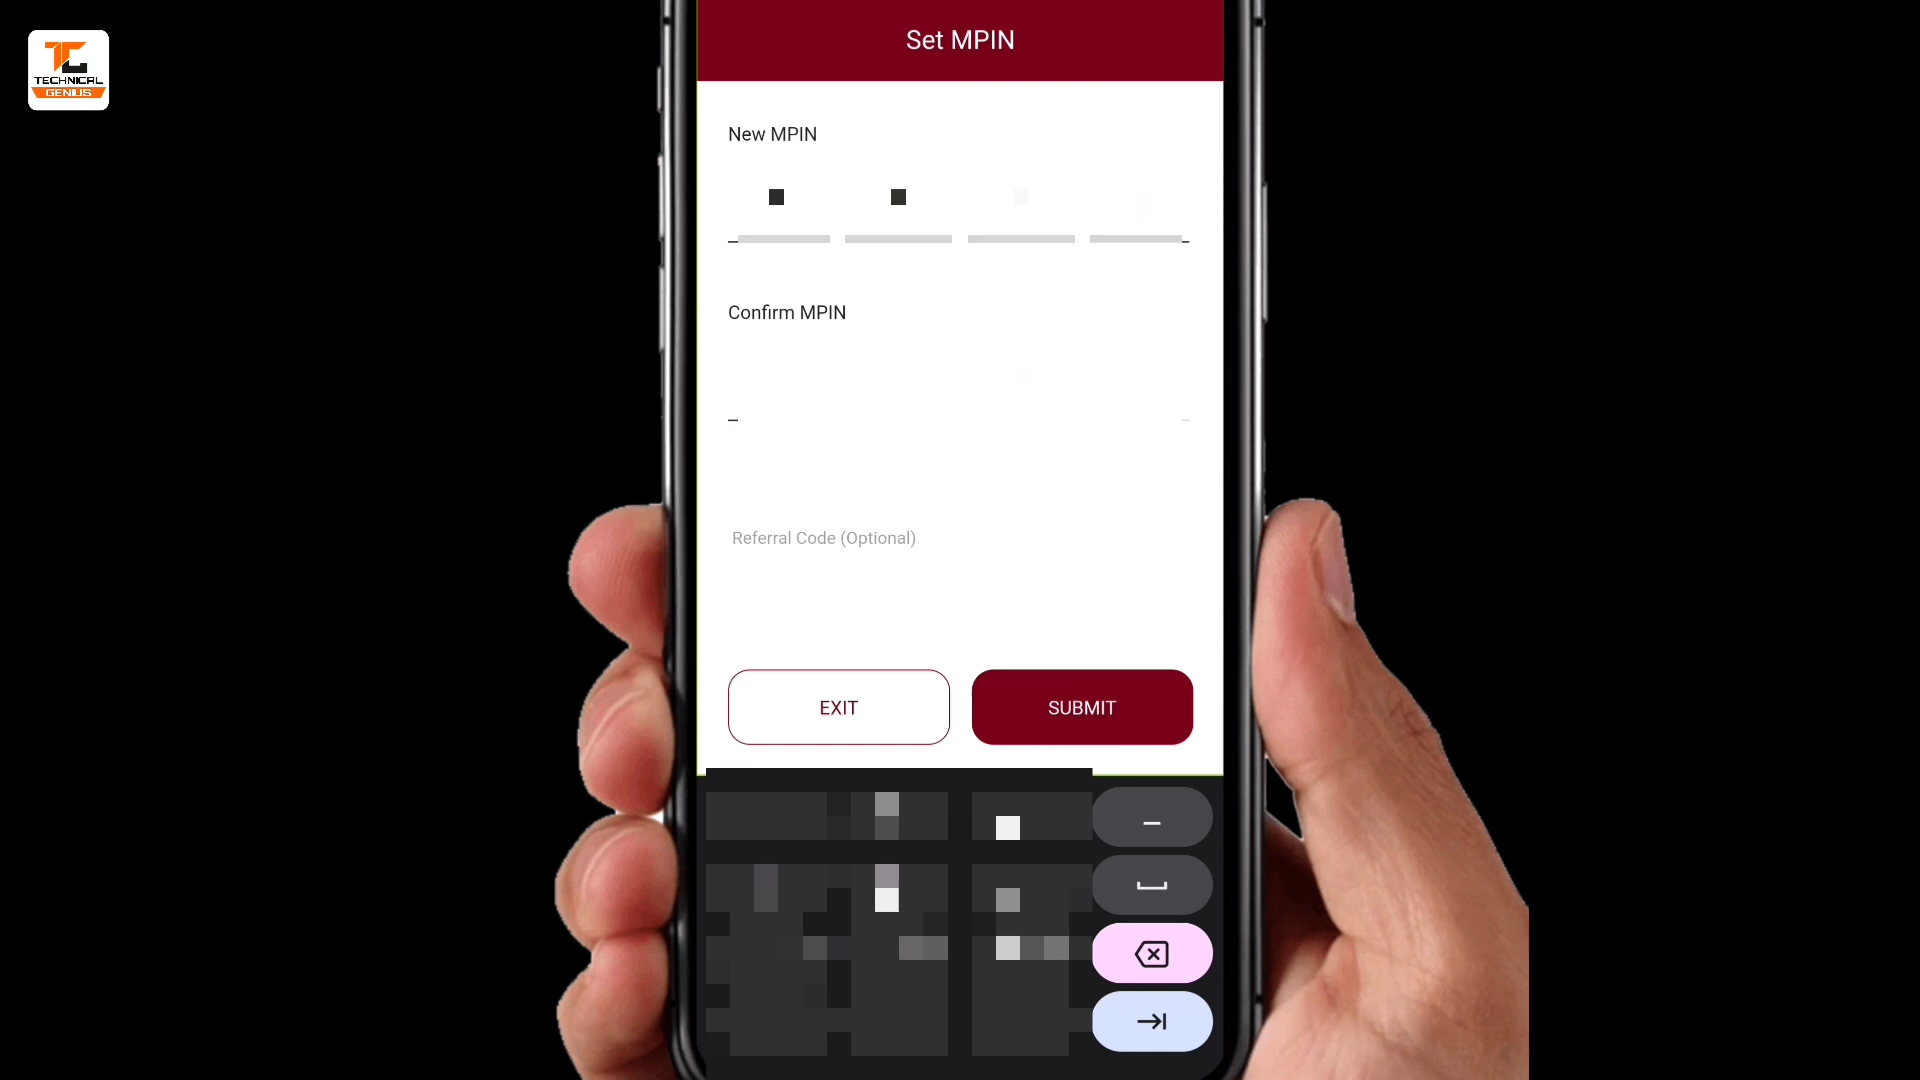 TECHNICAL
GENIUS
Set MPIN
New MPIN
Confirm MPIN
Referral Code (Optional)
EXIT
SUBMIT